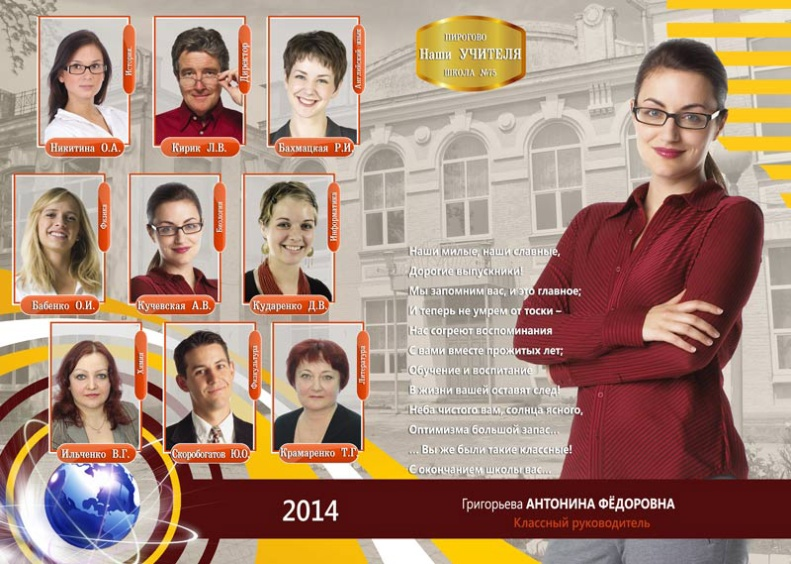 ПИРОГОВО
Наши УЧИТЕЛЯ
ШКОЛА №75
История
Никитина О.А.
Директор
Кирик Л.В.
Английский язык
Бахмацкая Р.И.
Физика
Бабенко О.И.
Биология
Кучевская А.В.
Информатика
Кударенко Д.В.
Химия
Ильченко В.Г.
Физкультура
Скоробогатов Ю.О.
Литература
Крамаренко Т.Г
Наши милые, наши славные,
Дорогие выпускники!
Мы запомним вас, и это главное;
И теперь не умрем от тоски –
Нас согреют воспоминания
С вами вместе прожитых лет;
Обучение и воспитание
В жизни вашей оставят след!
Неба чистого вам, солнца ясного,
Оптимизма большой запас...
... Вы же были такие классные!
С окончанием школы вас...
2014
Григорьева АНТОНИНА ФЁДОРОВНА
Классный руководитель